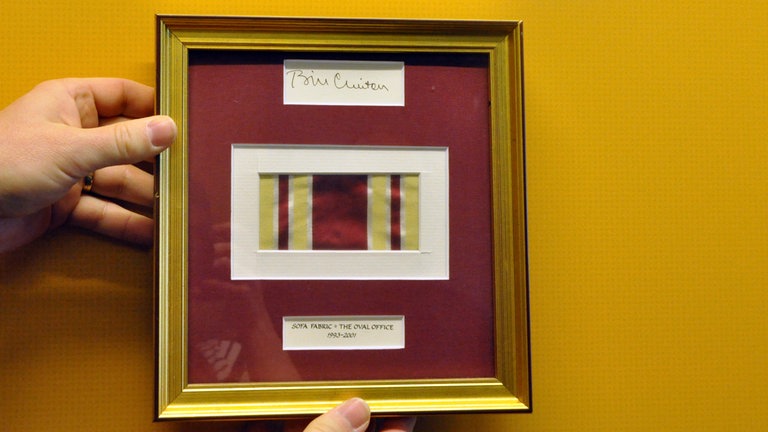 Bill Clinton
SOFA FABRIC - THE OVAL OFFICE
1993-2001